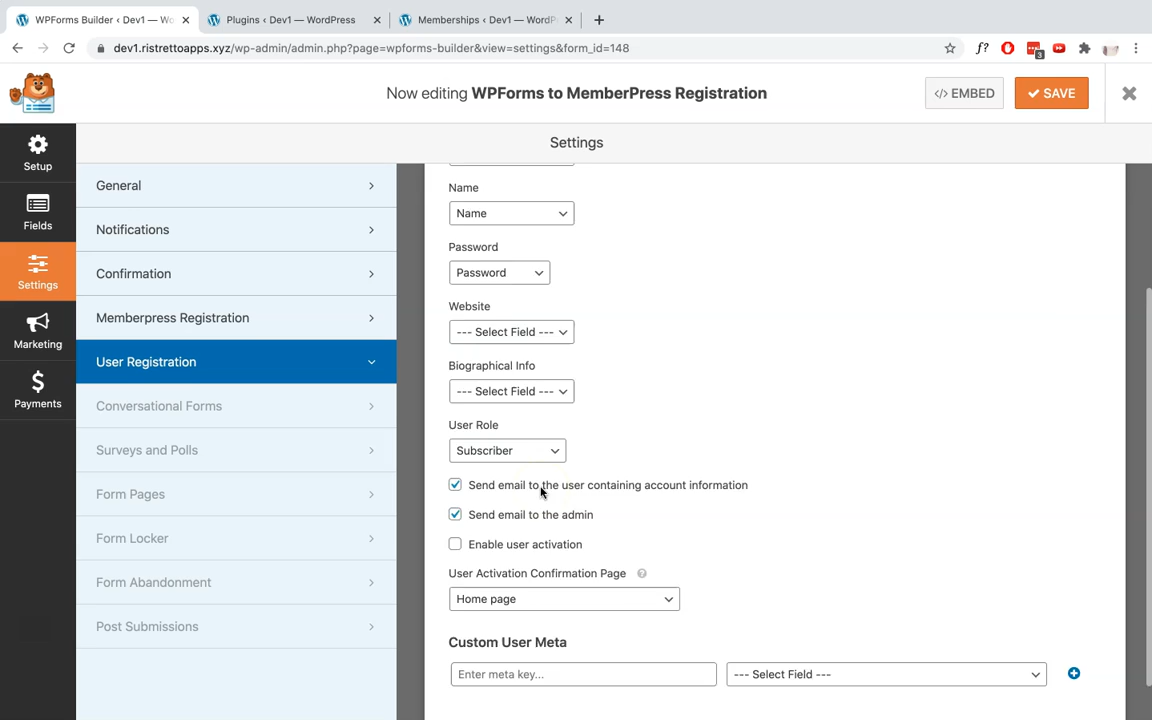 WPForms Builder < Dev1 — Wo
Plugins < Dev1 — WordPress
Memberships < Dev1 — WordP
dev1.ristrettoapps.xyz/wp-admin/admin.php?page=wpforms-builder&view=settings&form_id=148
f?
3
Now editing WPForms to MemberPress Registration
</> EMBED
SAVE
Settings
Setup
Fields
Settings
Marketing
Payments
General
Notifications
Confirmation
Memberpress Registration
User Registration
Conversational Forms
Surveys and Polls
Form Pages
Form Locker
Form Abandonment
Post Submissions
Name
Name
Password
Password
Website
--- Select Field ---
Biographical Info
--- Select Field ---
User Role
Subscriber
Send email to the user containing account information
Send email to the admin
Enable user activation
User Activation Confirmation Page ?
Home page
Custom User Meta
Enter meta key...
--- Select Field ---